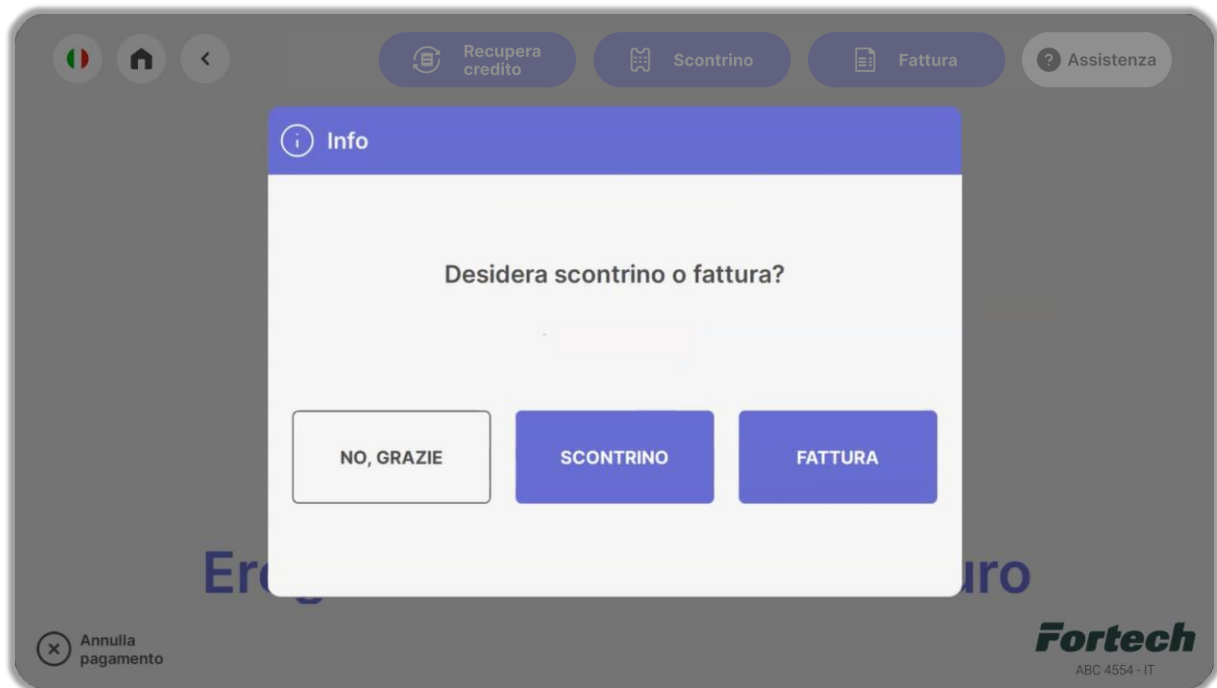 Recupera
credito
Scontrino
Fattura
? Assistenza
i Info
Desidera scontrino o fattura?
NO, GRAZIE
SCONTRINO
FATTURA
Annulla
pagamento
Fortech
ABC 4554 - IT